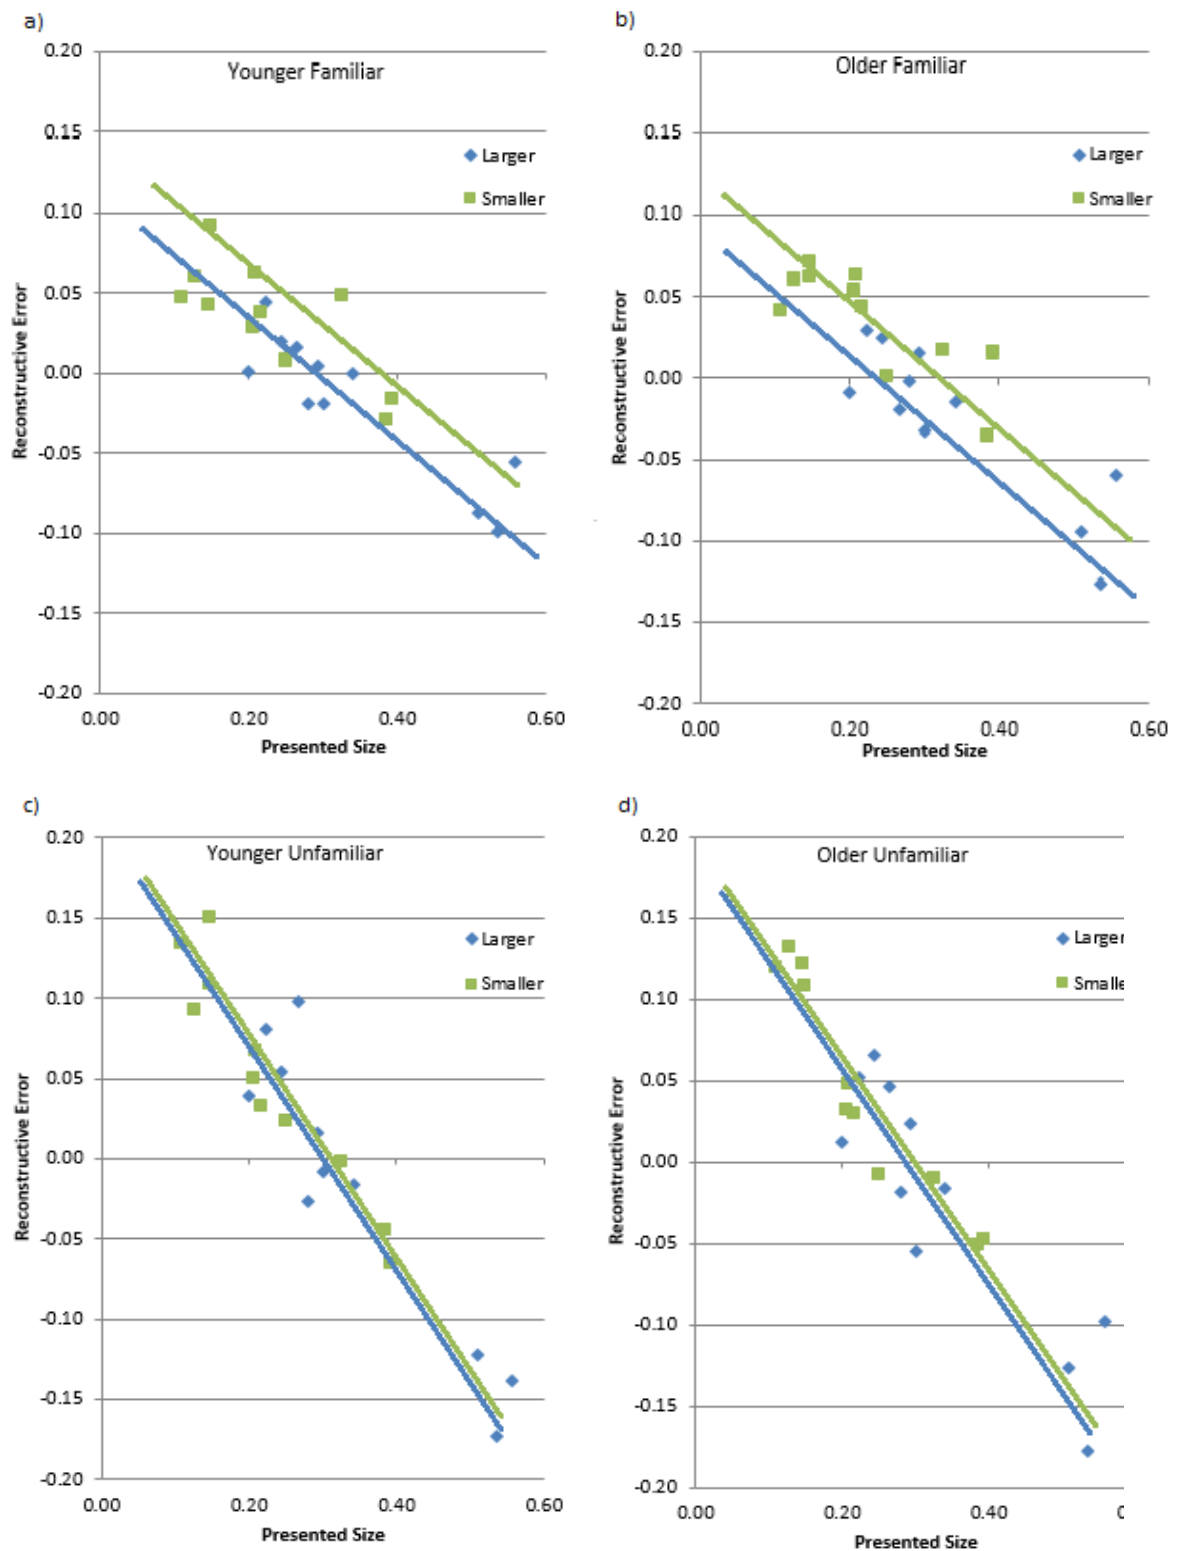 a)
0.20
Younger Familiar
0.15
Larger
0.10
Smaller
0.05
0.00
-0.05
-0.10
-0.15
-0.20
Reconstructive Error
0.00 0.20 0.40 0.60
Presented Size
b)
0.20
Older Familiar
0.15
Larger
0.10
Smaller
0.05
0.00
-0.05
-0.10
-0.15
-0.20
Reconstructive Error
0.00 0.20 0.40 0.60
Presented Size
c)
0.20
Younger Unfamiliar
0.15
Larger
0.10
Smaller
0.05
0.00
-0.05
-0.10
-0.15
-0.20
Reconstructive Error
0.00 0.20 0.40 0.60
Presented Size
d)
0.20
Older Unfamiliar
0.15
Larger
0.10
Smalle
0.05
0.00
-0.05
-0.10
-0.15
-0.20
Reconstructive Error
0.00 0.20 0.40
Presented Size